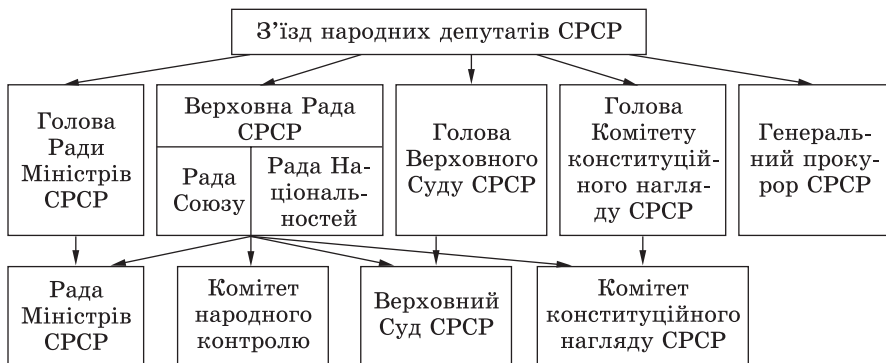 З’їзд народних депутатів СРСР
Голова
Ради
Міністрів
СРСР
Верховна Рада
СРСР
Рада
Союзу
Рада На-
ціональ-
ностей
Голова
Верховного
Суду СРСР
Голова
Комітету
конституцій-
ного нагля-
ду СРСР
Генераль-
ний проку-
рор СРСР
Рада
Міністрів
СРСР
Комітет
народного
контролю
Верховний
Суд СРСР
Комітет
конституційного
нагляду СРСР